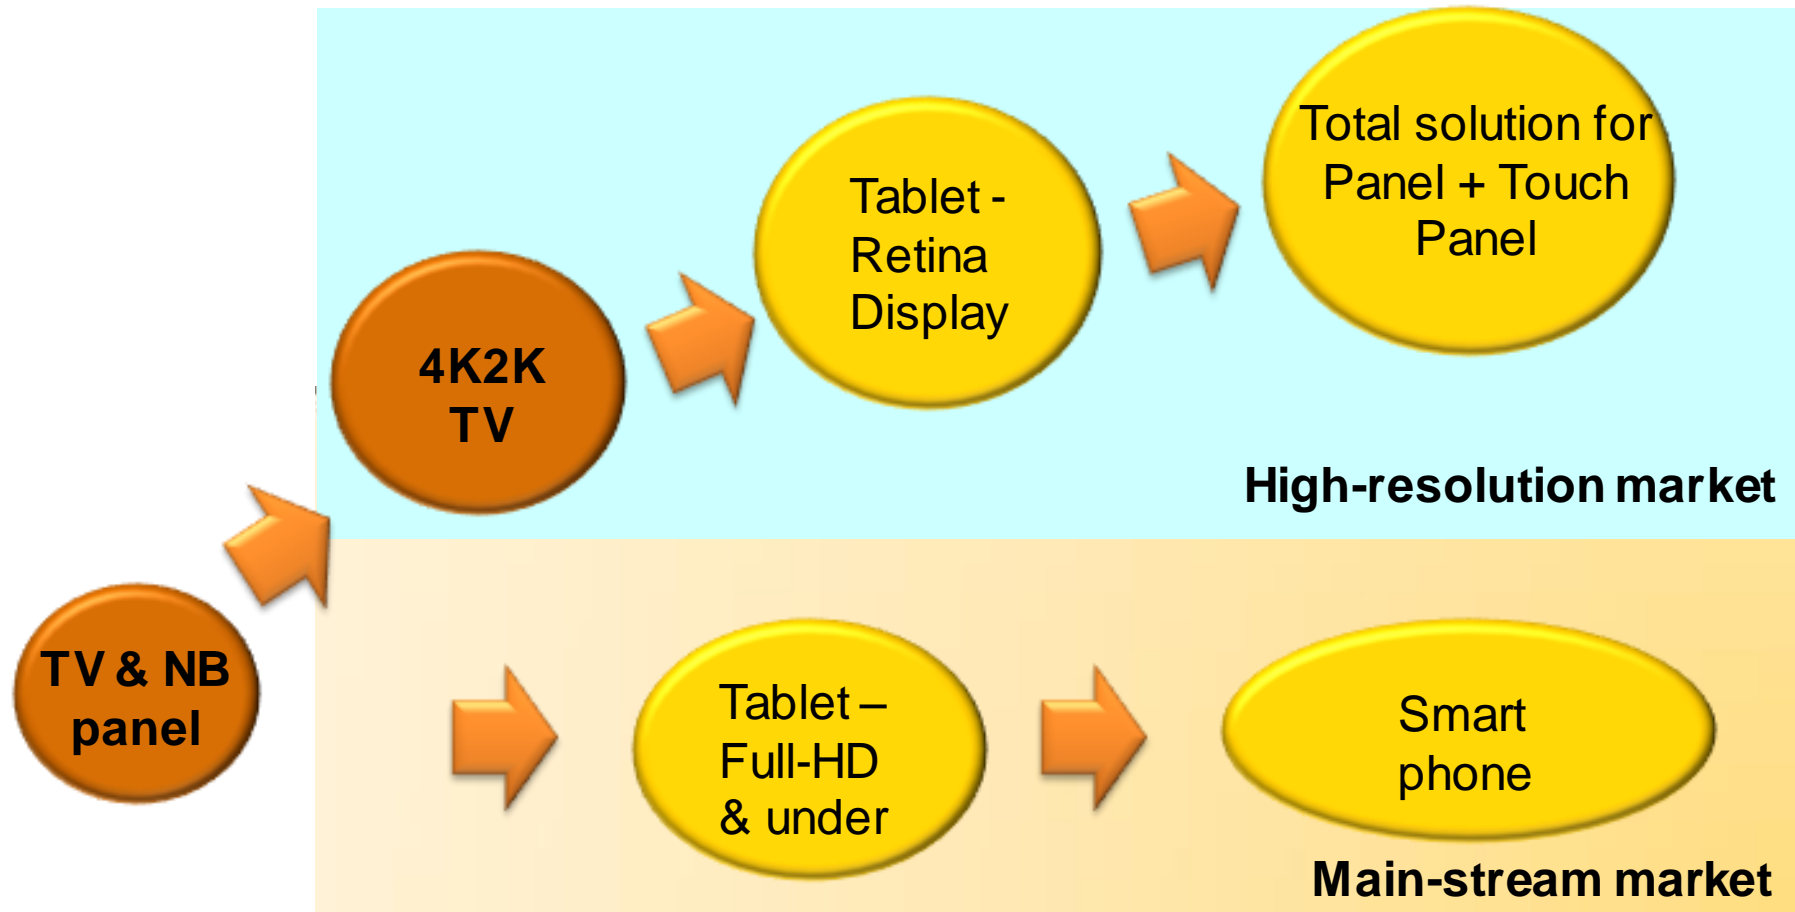 Total solution for
Panel + Touch
Panel
Tablet -
Retina
Display
4K2K
TV
High-resolution market
TV & NB
panel
Tablet –
Full-HD
& under
Smart
phone
Main-stream market